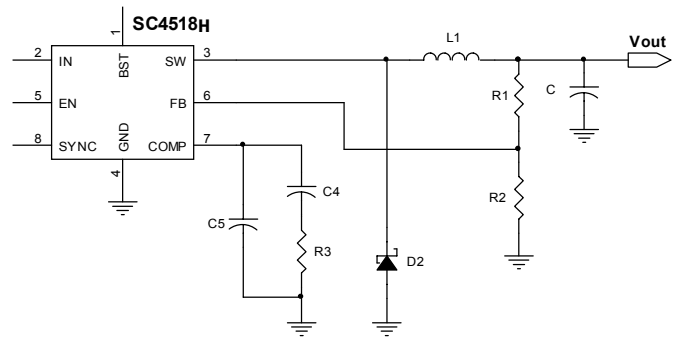 SC4518H
1
L1
Vout
2
IN
BST
SW
3
R1
C
5
EN
FB
6
8
SYNC
GND
COMP
7
4
C4
R2
C5
R3
D2